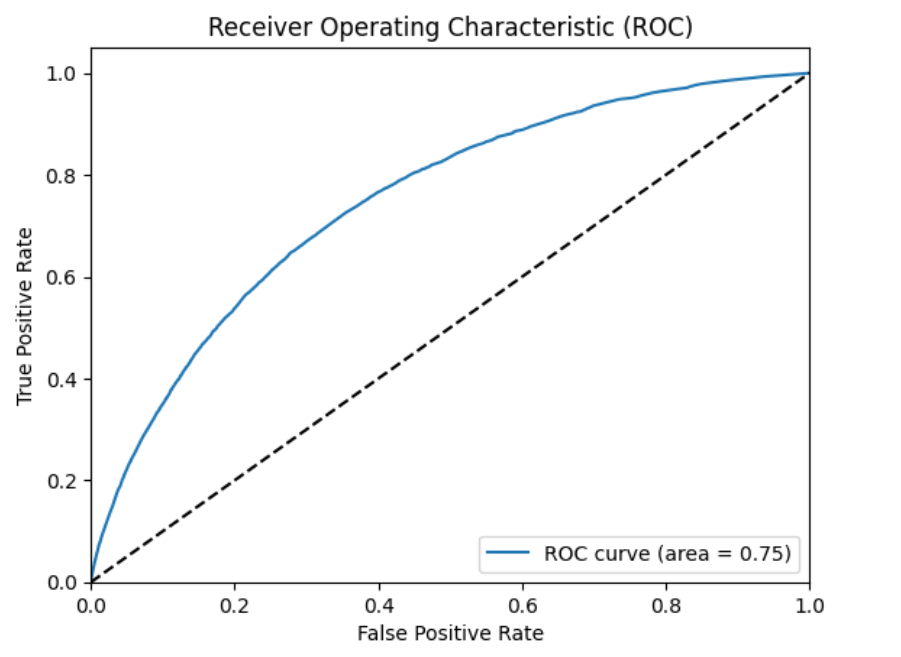 Receiver Operating Characteristic (ROC)
True Positive Rate
1.0
0.8
0.6
0.4
0.2
0.0
ROC curve (area = 0.75)
0.0 0.2 0.4 0.6 0.8 1.0
False Positive Rate